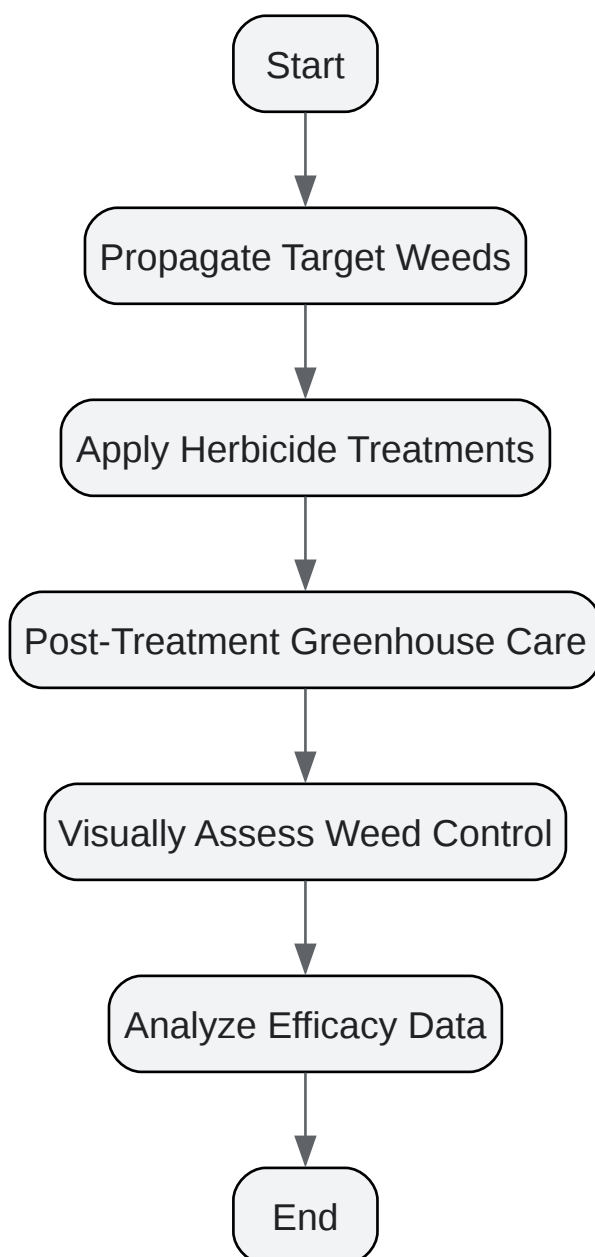 Start
Propagate Target Weeds
Apply Herbicide Treatments
Post-Treatment Greenhouse Care
Visually Assess Weed Control
Analyze Efficacy Data
End